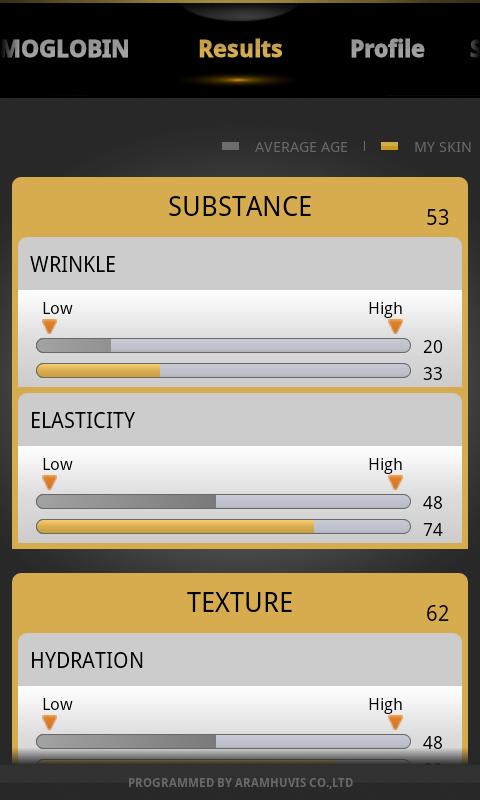 MOGLOBIN Results Profile
AVERAGE AGE | MY SKIN
SUBSTANCE 53
WRINKLE
Low High
20
33
ELASTICITY
Low High
48
74
TEXTURE 62
HYDRATION
Low High
48
PROGRAMMED BY ARAMHUVIS CO.,LTD